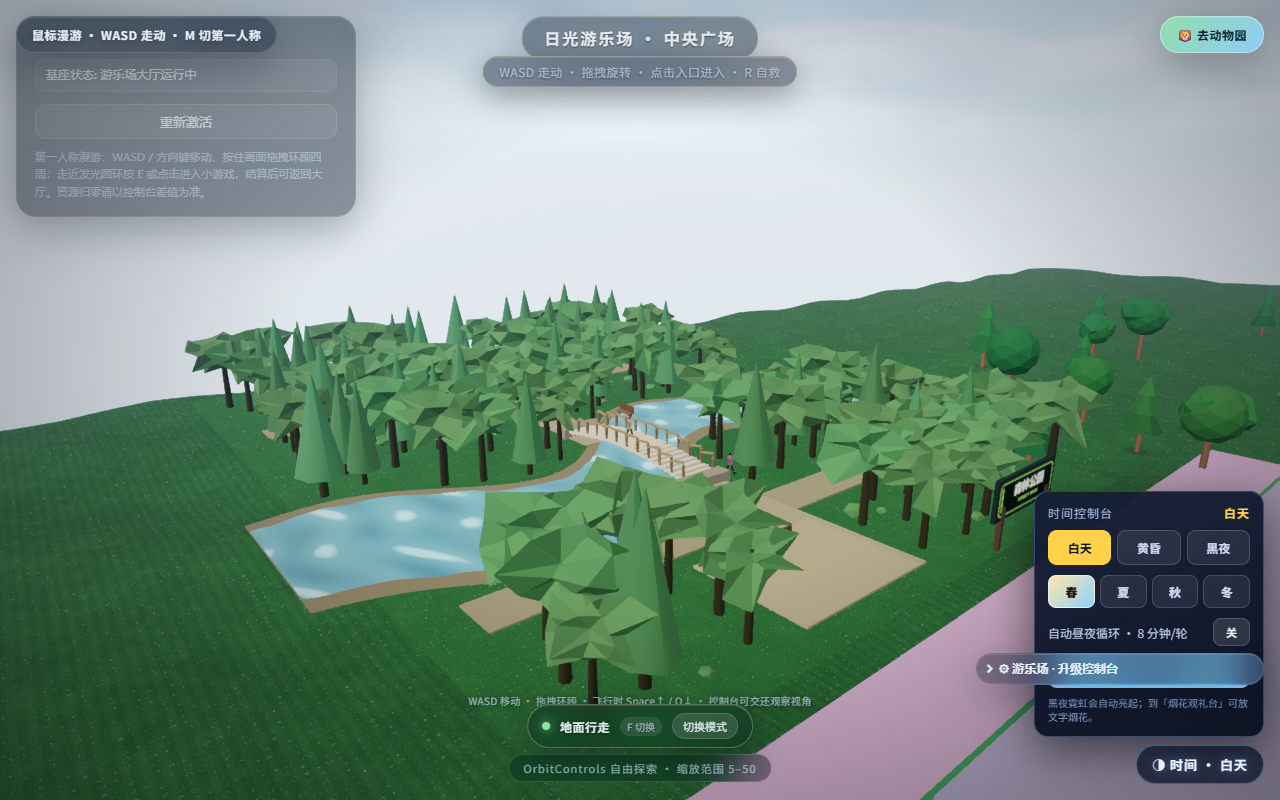 鼠标漫游 • WASD 走动 • M 切第一人称
基座状态: 游乐场大厅运行中
重新激活
第一人称漫游：WASD / 方向键移动、按住画面拖拽环顾四
周；走近发光圆环按 E 或点击进入小游戏，结算后可返回大
厅。资源归零请以控制台差值为准。
日光游乐场 • 中央广场
WASD 走动 • 拖拽旋转 • 点击入口进入 • R 自救
🦁 去动物园
森林公园
时间控制台 白天
白天 黄昏 黑夜
春 夏 秋 冬
自动昼夜循环 • 8 分钟/轮 关
⚙ 游乐场 · 升级控制台
黑夜霓虹会自动亮起；到「烟花观礼台」可放
文字烟花。
时间 • 白天
WASD 移动 • 拖拽环顾 • 飞行时 Space↑ / Q↓ • 控制台可交还观察视角
地面行走 F 切换 切换模式
OrbitControls 自由探索 • 缩放范围 5–50